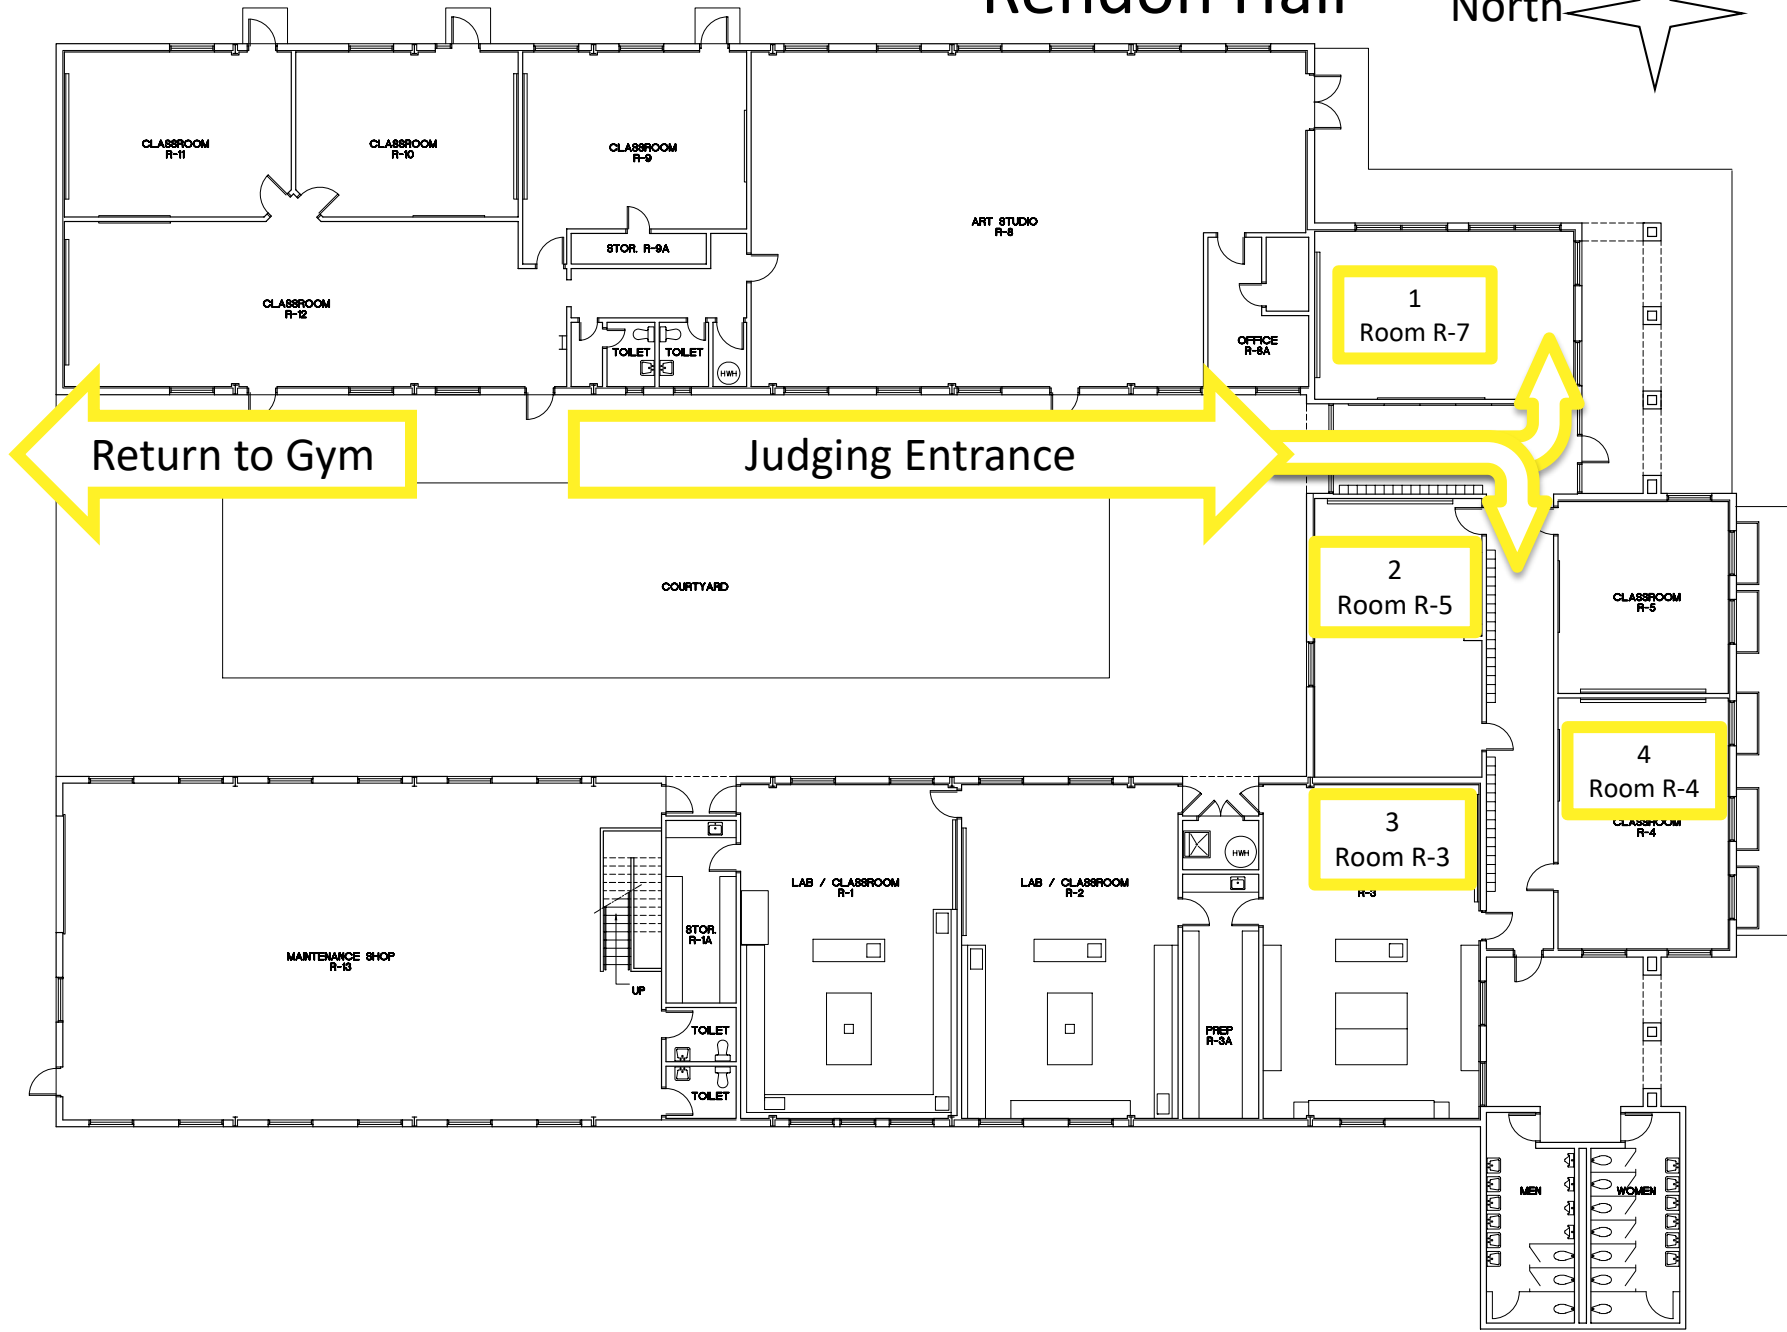 Rendon Hall
North
CLASSROOM
R-11
CLASSROOM
R-10
CLASSROOM
R-9
STOR. R-9A
ART STUDIO
R-8
CLASSROOM
R-12
TOILET
TOILET
HWH
OFFICE
R-8A
1
Room R-7
Return to Gym
Judging Entrance
COURTYARD
2
Room R-5
CLASSROOM
R-5
4
Room R-4
CLASSROOM
R-4
3
Room R-3
R-3
HWH
LAB / CLASSROOM
R-1
LAB / CLASSROOM
R-2
STOR.
R-1A
MAINTENANCE SHOP
R-13
UP
TOILET
TOILET
PREP
R-3A
MEN
WOMEN